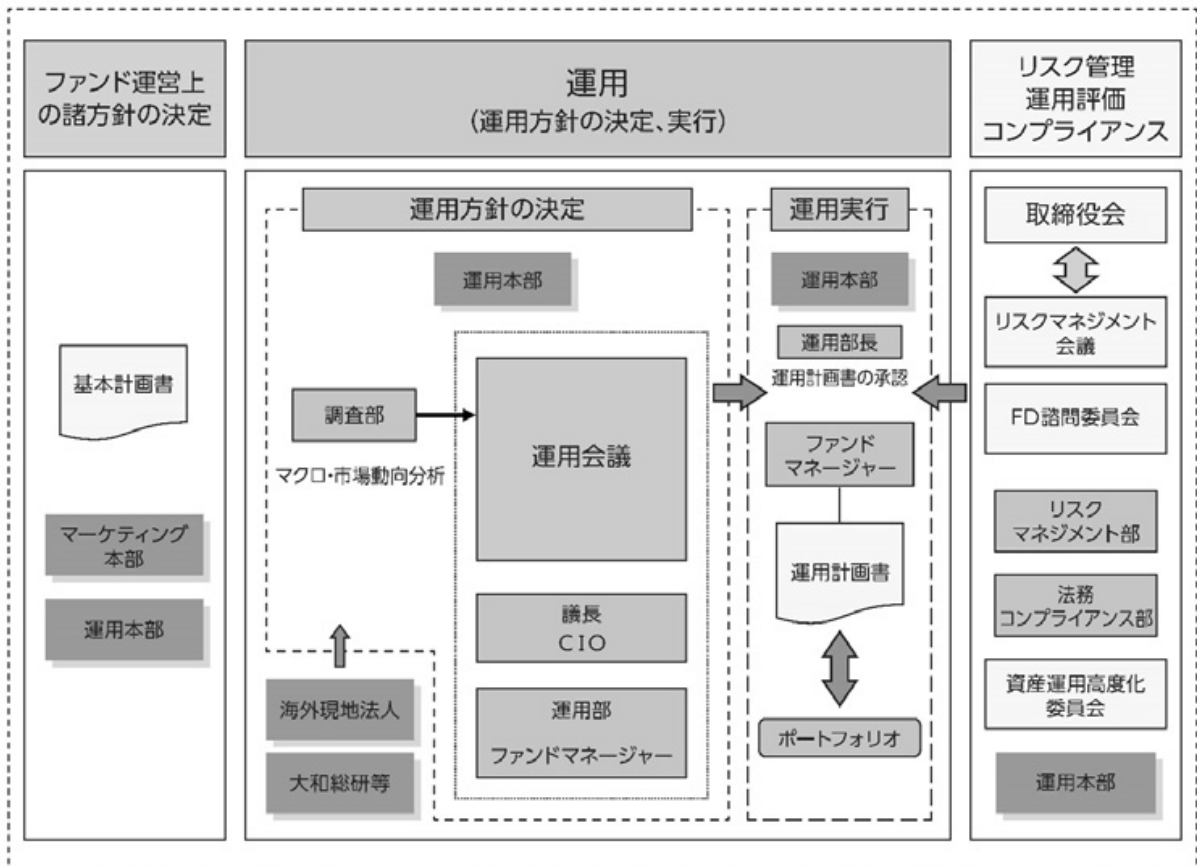 ファンド運営上
の諸方針の決定
運用
(運用方針の決定、実行)
リスク管理
運用評価
コンプライアンス
基本計画書
マーケティング
本部
運用本部
運用方針の決定
運用本部
調査部
マクロ・市場動向分析
運用会議
議長
CIO
運用部
ファンドマネージャー
海外現地法人
大和総研等
運用実行
運用本部
運用部長
運用計画書の承認
ファンド
マネージャー
運用計画書
ポートフォリオ
取締役会
リスクマネジメント
会議
FD諮問委員会
リスク
マネジメント部
法務
コンプライアンス部
資産運用高度化
委員会
運用本部